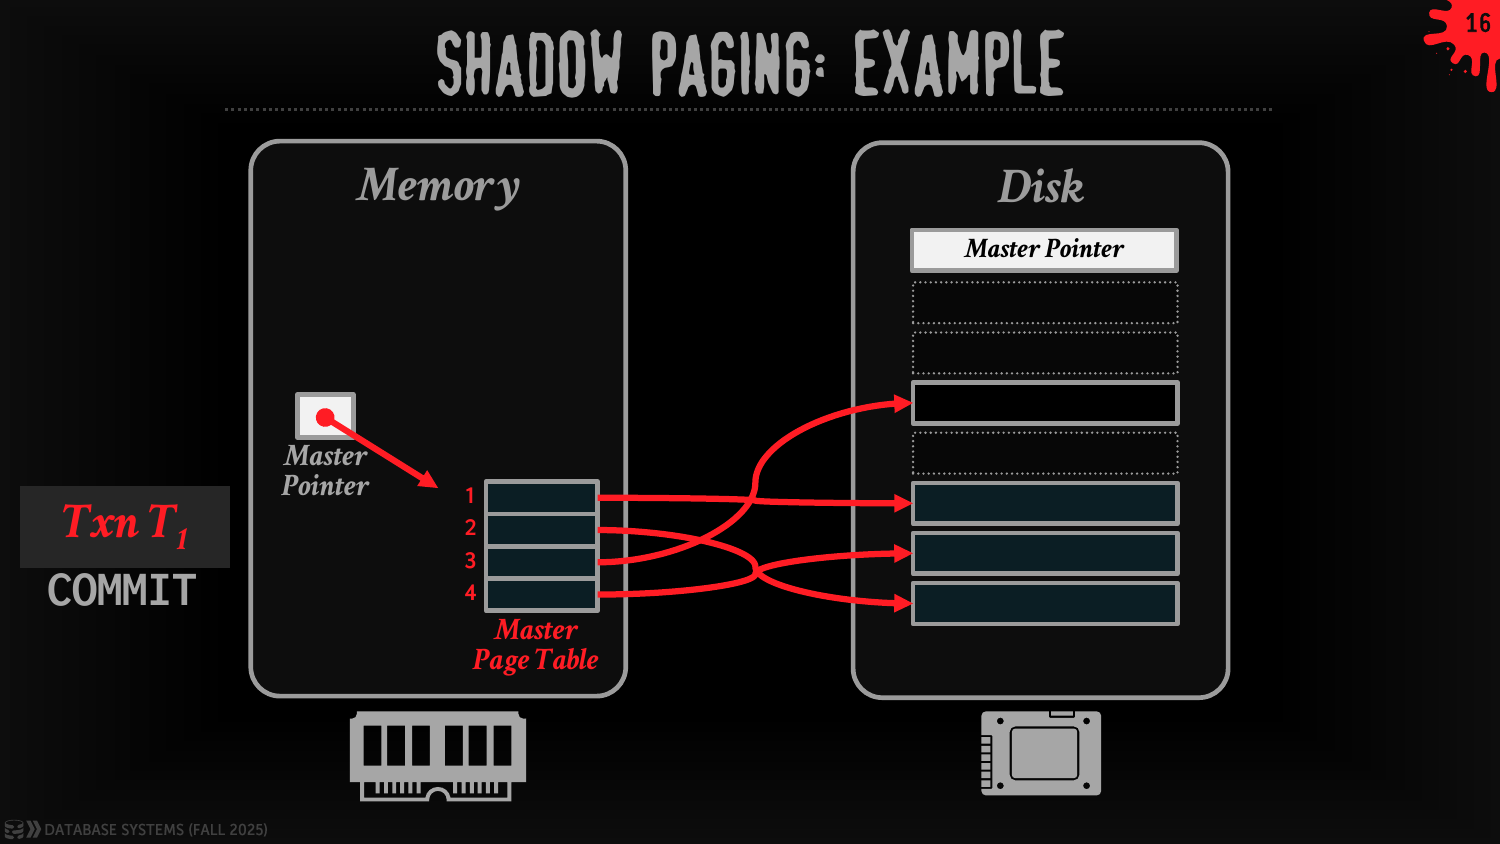 16
SHADOW PAGING: EXAMPLE
Memory
Disk
Master Pointer
Master
Pointer
Txn T1
COMMIT
1
2
3
4
Master
Page Table
DATABASE SYSTEMS (FALL 2025)